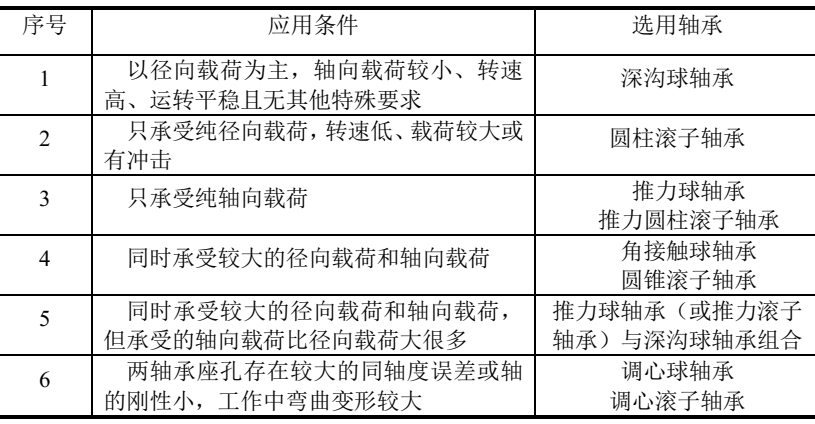 序号 应用条件 选用轴承
1 以径向载荷为主，轴向载荷较小、转速
高、运转平稳且无其他特殊要求 深沟球轴承
2 只承受纯径向载荷，转速低、载荷较大或
有冲击 圆柱滚子轴承
3 只承受纯轴向载荷 推力球轴承
推力圆柱滚子轴承
4 同时承受较大的径向载荷和轴向载荷 角接触球轴承
圆锥滚子轴承
5 同时承受较大的径向载荷和轴向载荷， 推力球轴承（或推力滚子
但承受的轴向载荷比径向载荷大很多 轴承）与深沟球轴承组合
6 两轴承座孔存在较大的同轴度误差或轴 调心球轴承
的刚性小，工作中弯曲变形较大 调心滚子轴承